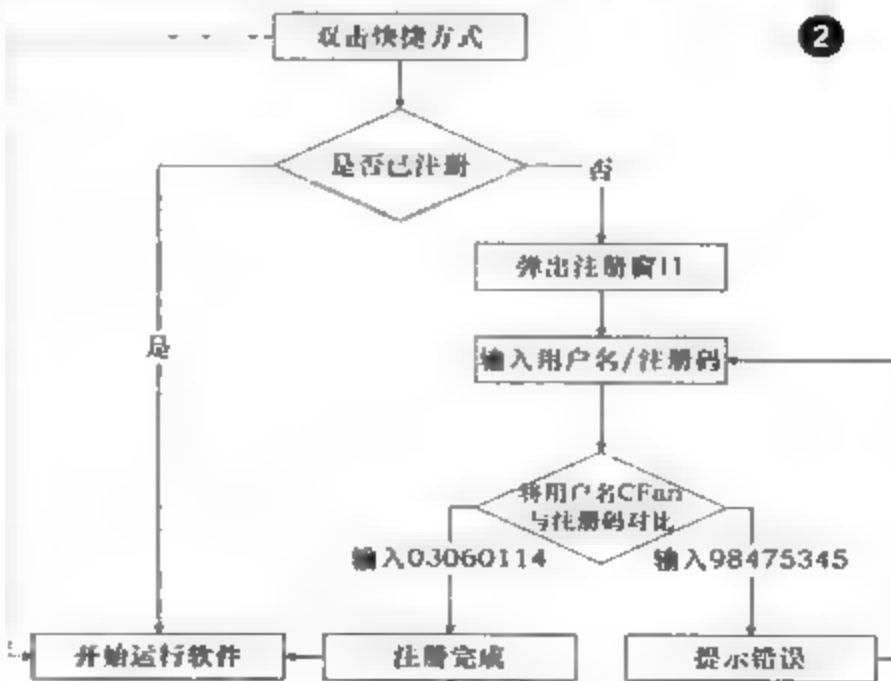 双击快捷方式
2
是否已注册
否
弹出注册窗口
是
输入用户名/注册码
将用户名CFan
与注册码对比
输入03060114
输入98475345
开始运行软件
注册完成
提示错误